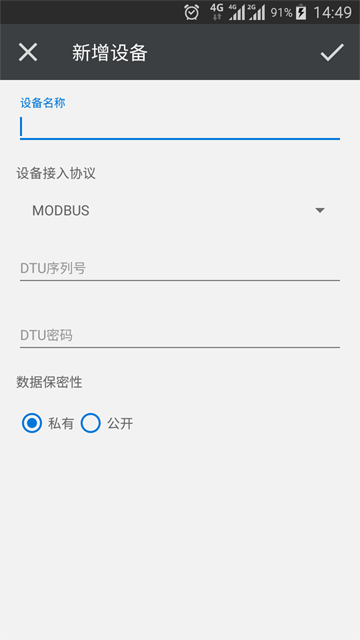 4G 4G 2G 91% 14:49
新增设备
设备名称
设备接入协议
MODBUS
DTU序列号
DTU密码
数据保密性
私有 公开